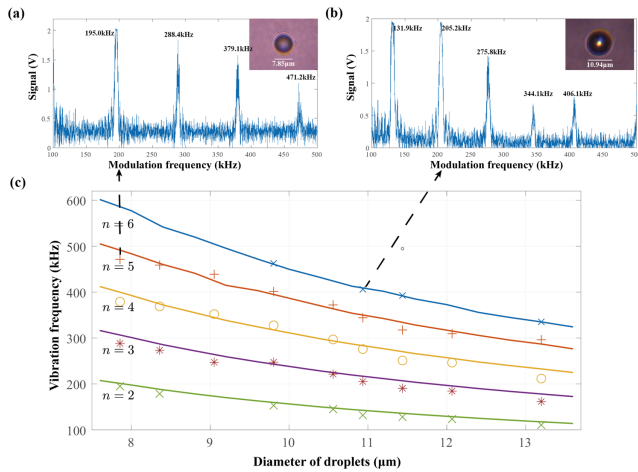 (a)
(b)
195.0kHz
288.4kHz
379.1kHz
471.2kHz
7.85μm
131.9kHz
205.2kHz
275.8kHz
344.1kHz
406.1kHz
10.94μm
Signal (V)
2
1.5
1
0.5
0
100 150 200 250 300 350 400 450 500
Modulation frequency (kHz)
Signal (V)
2
1.5
1
0.5
0
100 150 200 250 300 350 400 450 500
Modulation frequency (kHz)
(c)
Vibration frequency (kHz)
600
500
400
300
200
100
n = 6
n = 5
n = 4
n = 3
n = 2
8 9 10 11 12 13
Diameter of droplets (μm)